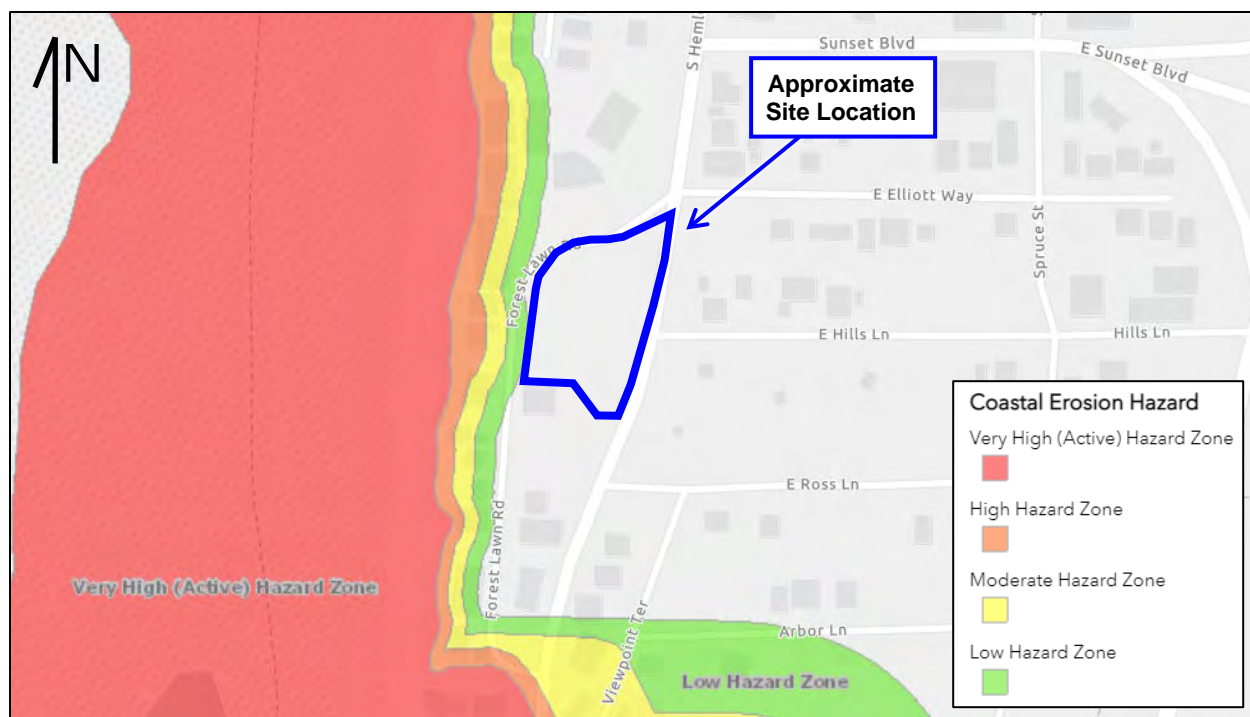 N
Sunset Blvd
E Sunset Blvd
S Heml
Approximate
Site Location
E Elliott Way
Spruce St
Forest Lawn Rd
E Hills Ln
Hills Ln
E Ross Ln
Forest Lawn Rd
Viewpoint Ter
Arbor Ln
Very High (Active) Hazard Zone
Low Hazard Zone
Coastal Erosion Hazard
Very High (Active) Hazard Zone
High Hazard Zone
Moderate Hazard Zone
Low Hazard Zone